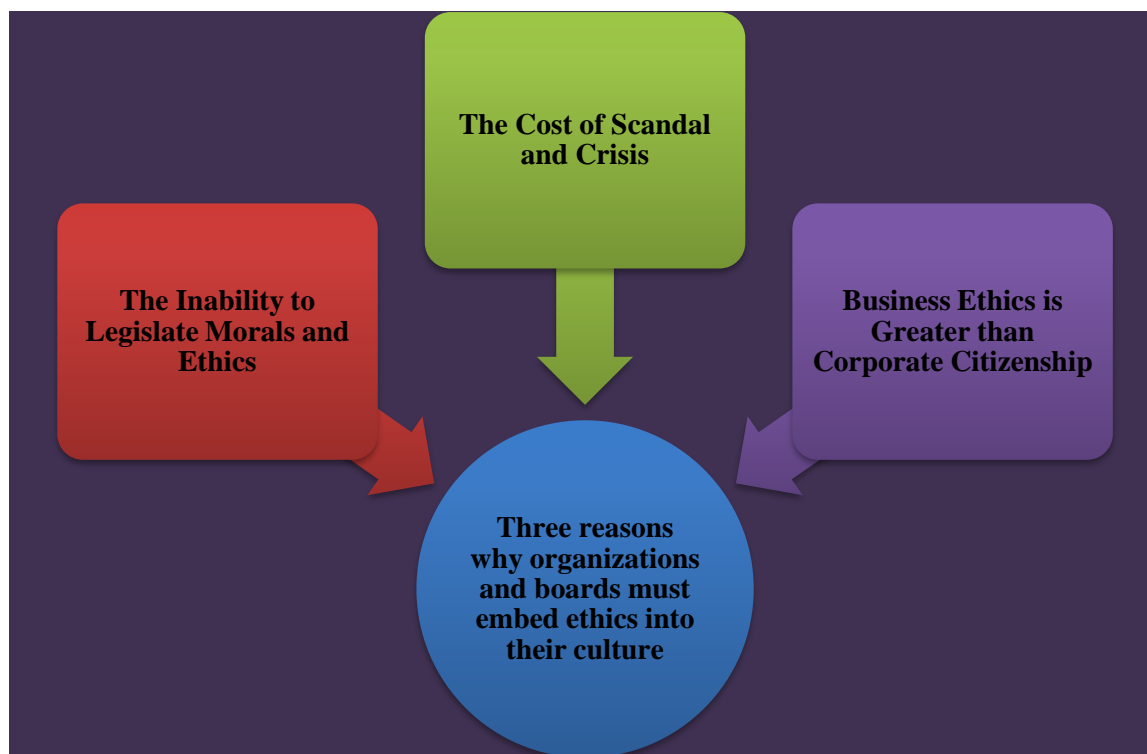 The Cost of Scandal
and Crisis
The Inability to
Legislate Morals and
Ethics
Business Ethics is
Greater than
Corporate Citizenship
Three reasons
why organizations
and boards must
embed ethics into
their culture